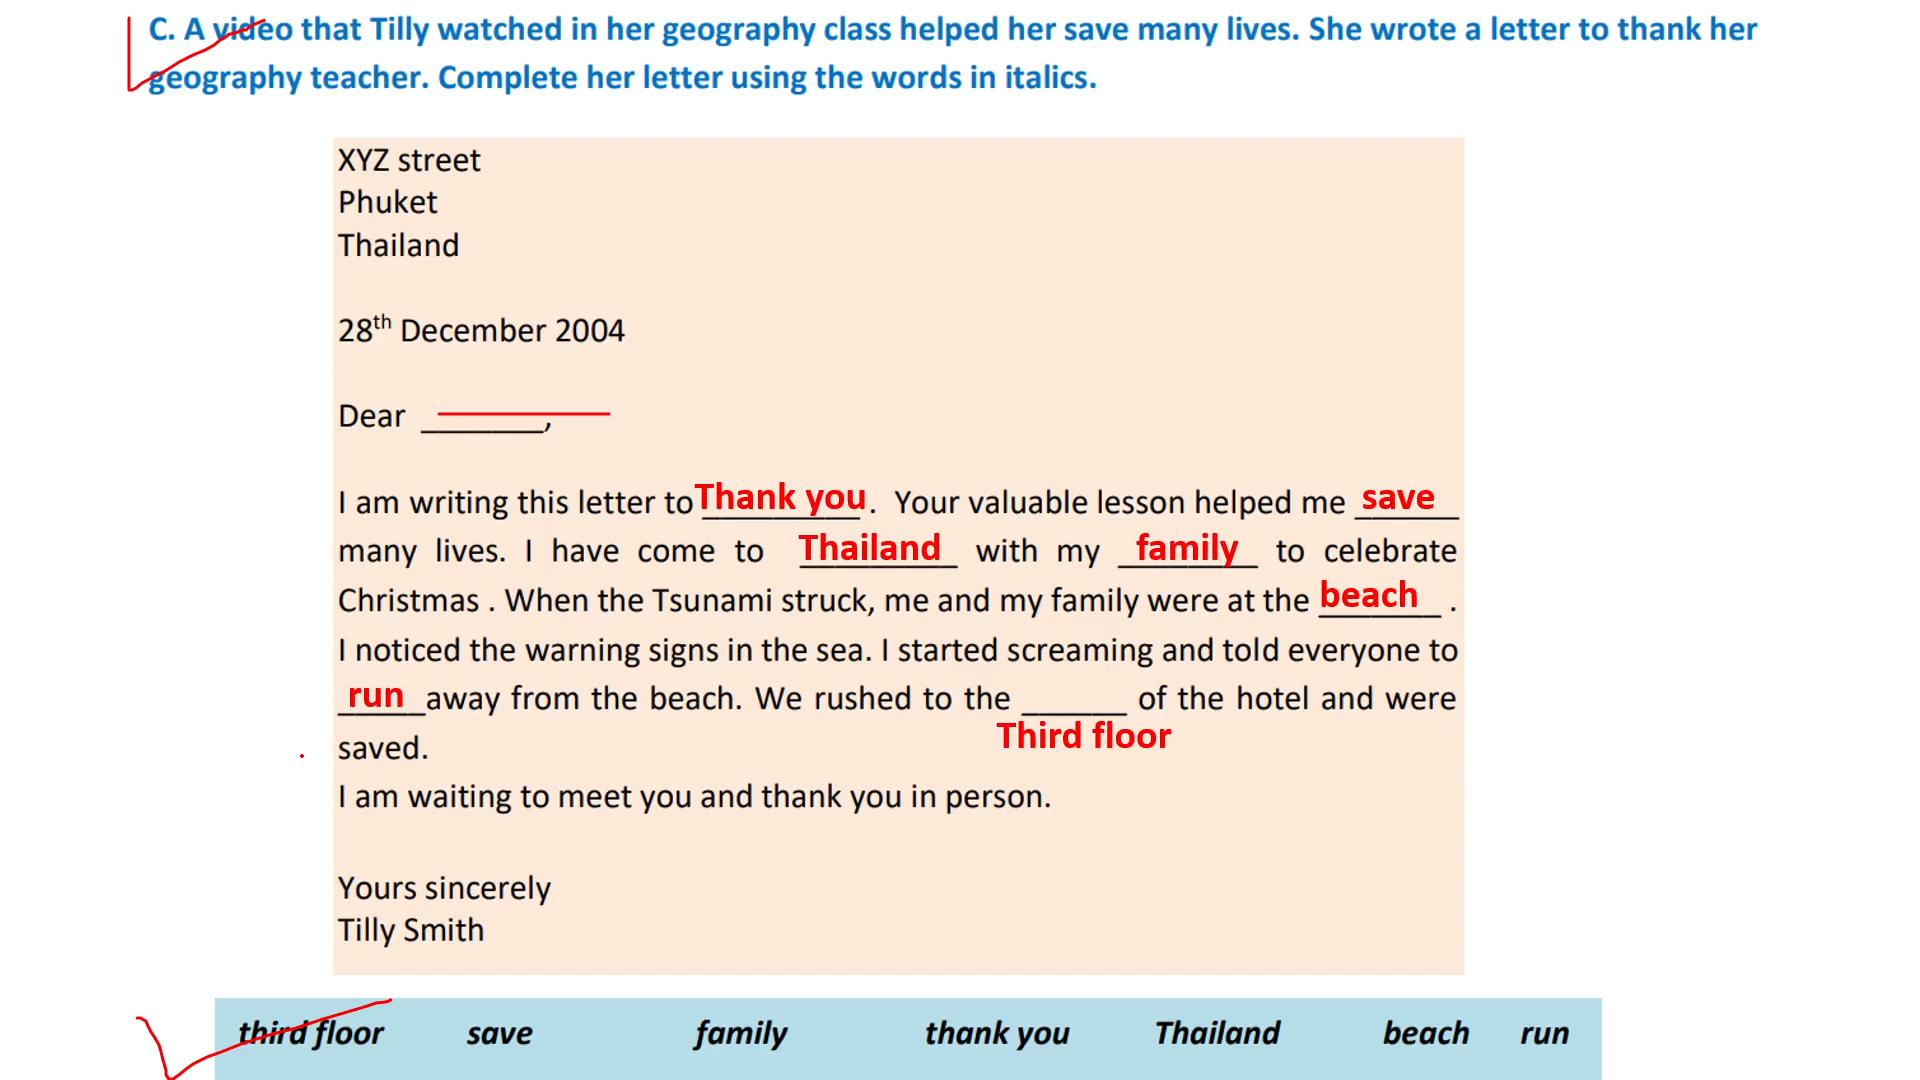 C. A video that Tilly watched in her geography class helped her save many lives. She wrote a letter to thank her
geography teacher. Complete her letter using the words in italics.
XYZ street
Phuket
Thailand
28th December 2004
Dear _______,
I am writing this letter to Thank you. Your valuable lesson helped me save
many lives. I have come to Thailand with my family to celebrate
Christmas . When the Tsunami struck, me and my family were at the beach .
I noticed the warning signs in the sea. I started screaming and told everyone to
run away from the beach. We rushed to the ______ of the hotel and were
Third floor
saved.
I am waiting to meet you and thank you in person.
Yours sincerely
Tilly Smith
third floor save family thank you Thailand beach run